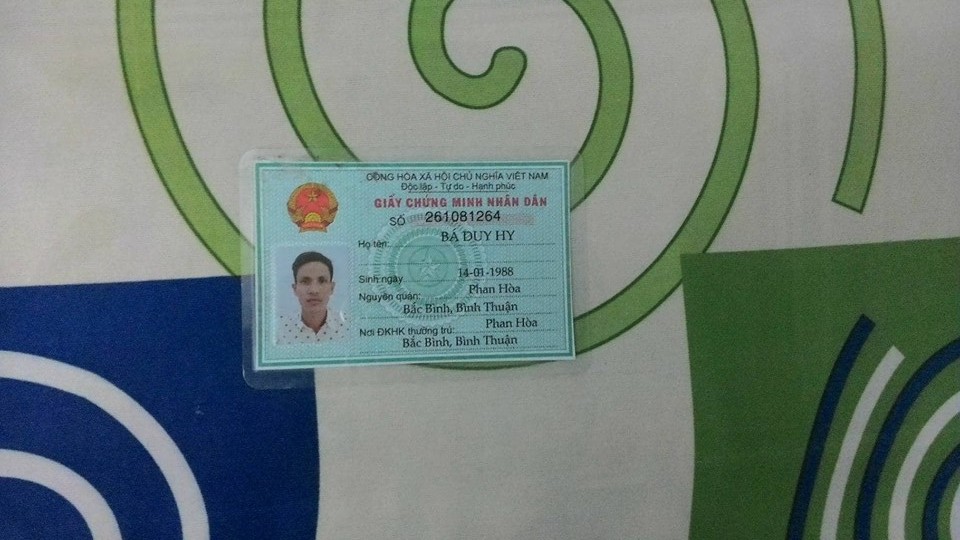 CỘNG HÒA XÃ HỘI CHỦ NGHĨA VIỆT NAM
Độc lập - Tự do - Hạnh phúc
GIẤY CHỨNG MINH NHÂN DÂN
SỐ 261081264
Họ tên: BÁ DUY HY
Sinh ngày 14-01-1988
Nguyên quán: Phan Hòa
Bắc Bình, Bình Thuận
Nơi ĐKHK thường trú: Phan Hòa
Bắc Bình, Bình Thuận